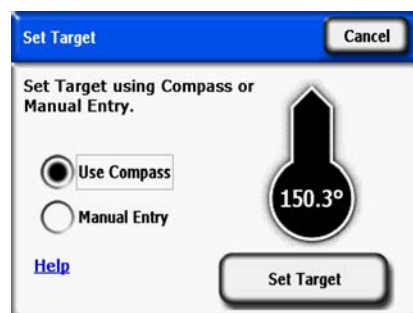 Set Target
Cancel
Set Target using Compass or
Manual Entry.
Use Compass
Manual Entry
150.3°
Help
Set Target